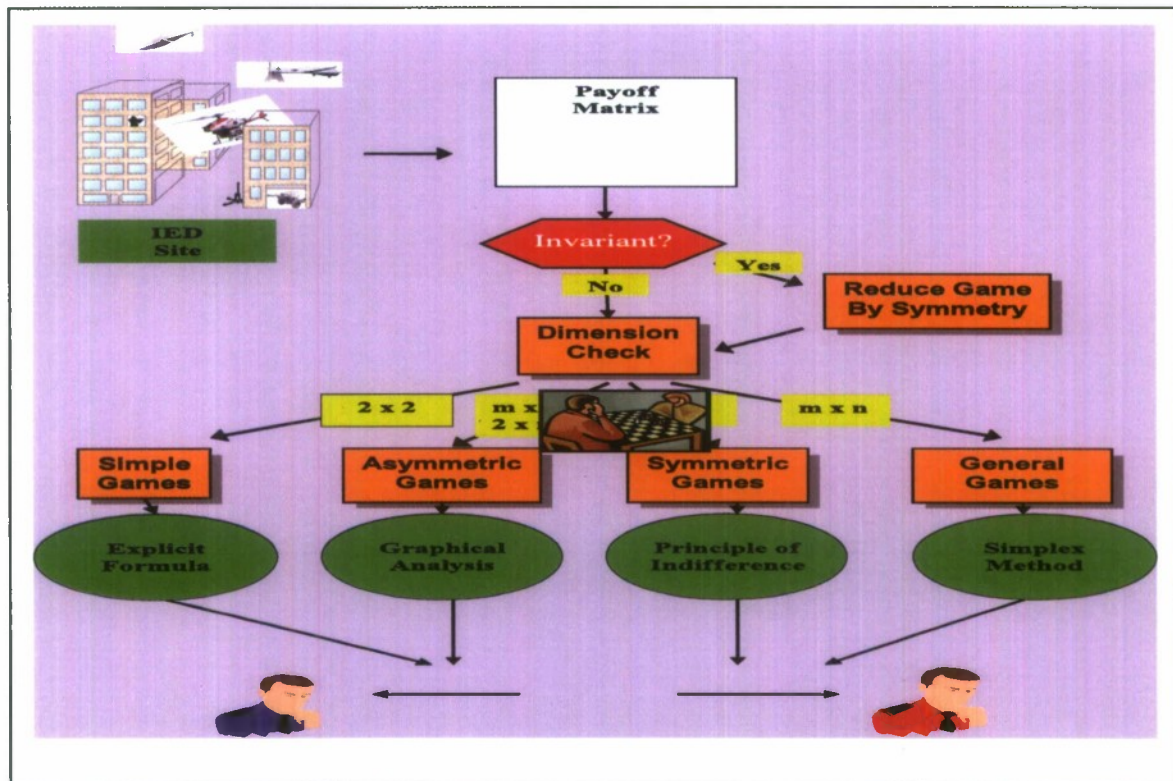 Payoff
Matrix
IED
Site
Invariant?
Yes
No
Reduce Game
By Symmetry
Dimension
Check
2 x 2
m x
2 x
m x n
Simple
Games
Asymmetric
Games
Symmetric
Games
General
Games
Explicit
Formula
Graphical
Analysis
Principle of
Indifference
Simplex
Method